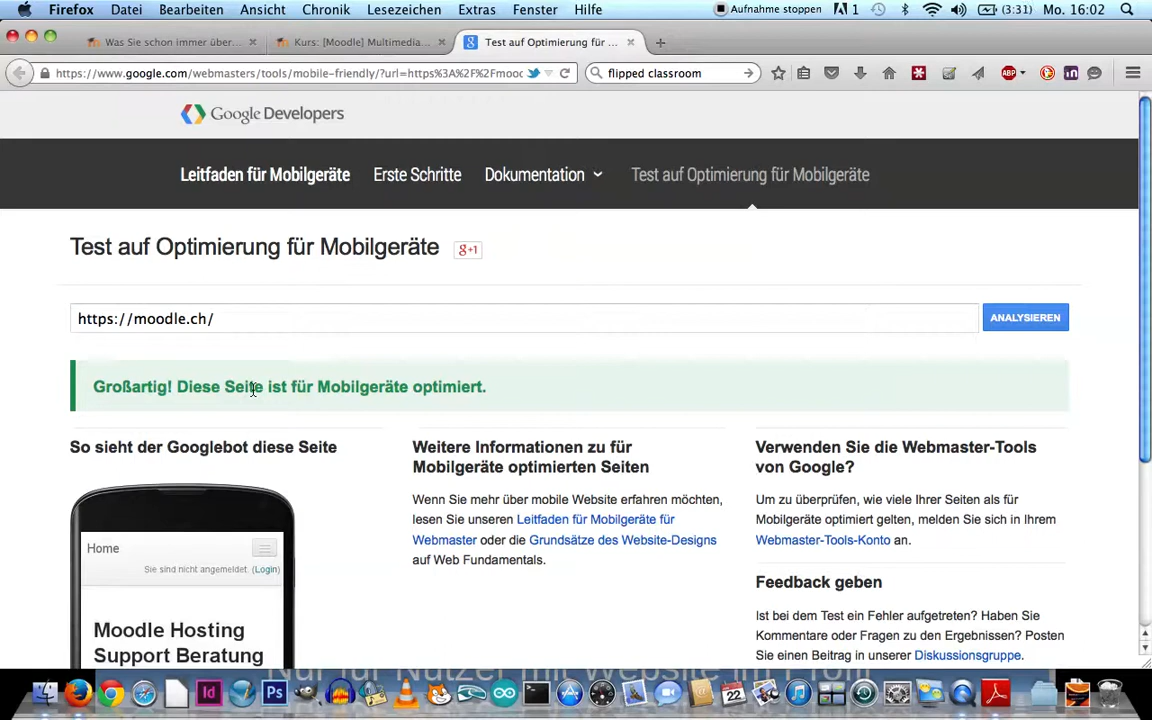 Firefox Datei Bearbeiten Ansicht Chronik Lesezeichen Extras Fenster Hilfe Aufnahme stoppen 1 (3:31) Mo. 16:02
Was Sie schon immer über... Kurs: [Moodle] Multimedia... Test auf Optimierung für ...
https://www.google.com/webmasters/tools/mobile-friendly/?url=https%3A%2F%2Fmooc flipped classroom ABP in
Google Developers
Leitfaden für Mobilgeräte Erste Schritte Dokumentation Test auf Optimierung für Mobilgeräte
Test auf Optimierung für Mobilgeräte g+1
https://moodle.ch/ ANALYSIEREN
Großartig! Diese Seite ist für Mobilgeräte optimiert.
So sieht der Googlebot diese Seite
Home
Sie sind nicht angemeldet. (Login)
Moodle Hosting
Support Beratung
Weitere Informationen zu für
Mobilgeräte optimierten Seiten
Wenn Sie mehr über mobile Website erfahren möchten,
lesen Sie unseren Leitfaden für Mobilgeräte für
Webmaster oder die Grundsätze des Website-Designs
auf Web Fundamentals.
Verwenden Sie die Webmaster-Tools
von Google?
Um zu überprüfen, wie viele Ihrer Seiten als für
Mobilgeräte optimiert gelten, melden Sie sich in Ihrem
Webmaster-Tools-Konto an.
Feedback geben
Ist bei dem Test ein Fehler aufgetreten? Haben Sie
Kommentare oder Fragen zu den Ergebnissen? Posten
Sie einen Beitrag in unserer Diskussionsgruppe.
Id Ps 22